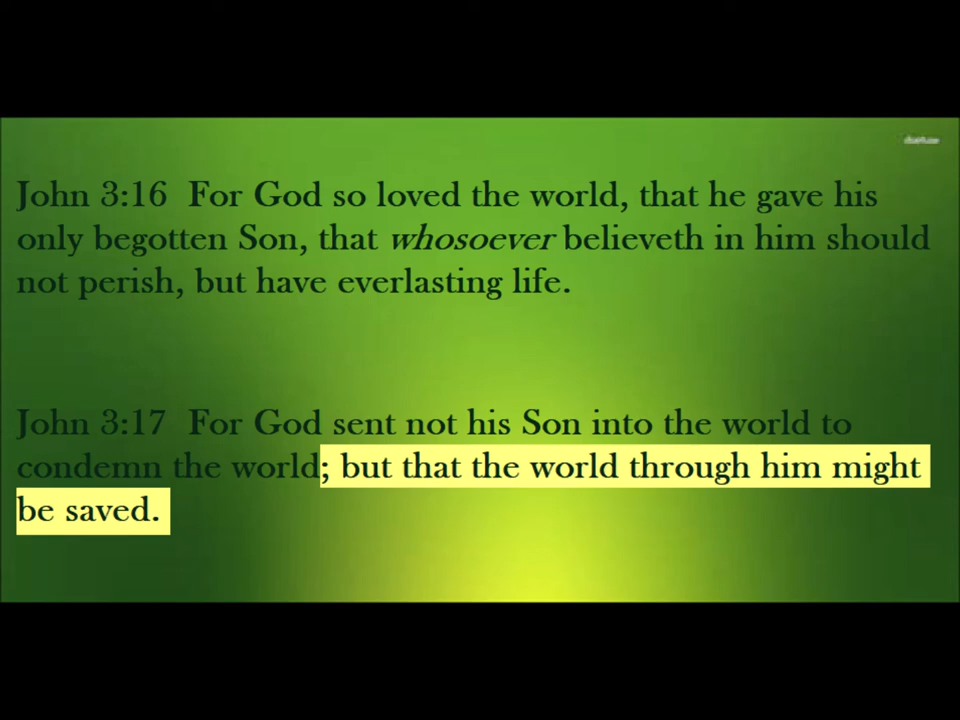 John 3:16  For God so loved the world, that he gave his
only begotten Son, that whosoever believeth in him should
not perish, but have everlasting life.
John 3:17  For God sent not his Son into the world to
condemn the world; but that the world through him might
be saved.